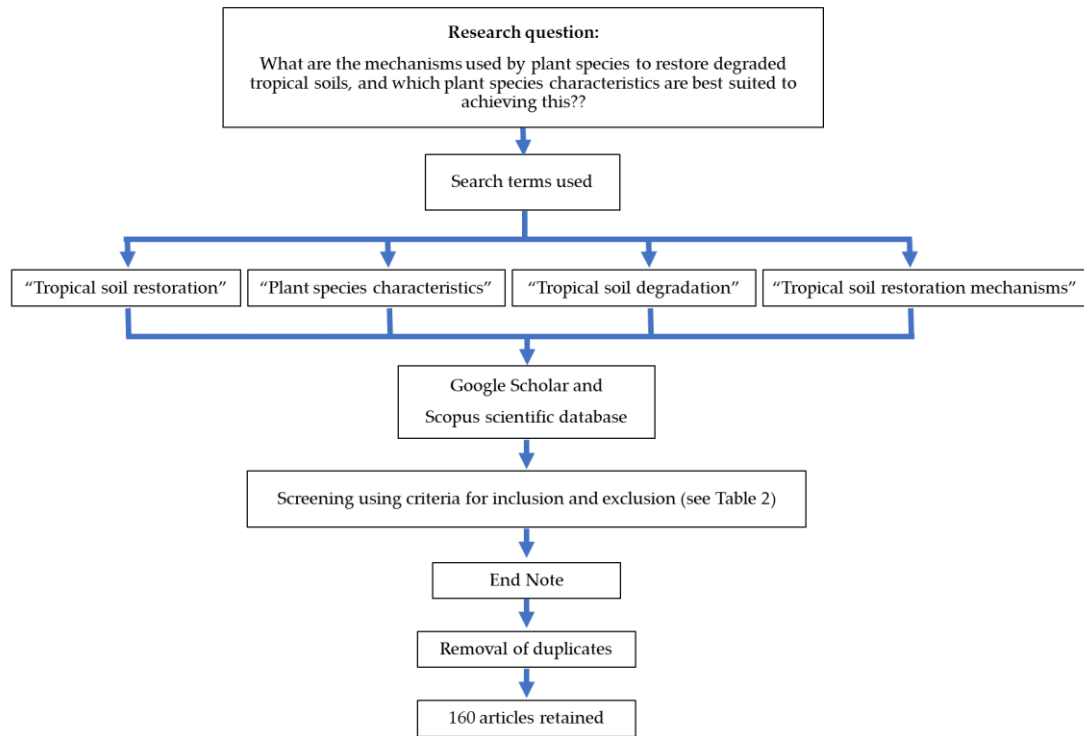 Research question:
What are the mechanisms used by plant species to restore degraded
tropical soils, and which plant species characteristics are best suited to
achieving this??
Search terms used
“Tropical soil restoration”
“Plant species characteristics”
“Tropical soil degradation”
“Tropical soil restoration mechanisms”
Google Scholar and
Scopus scientific database
Screening using criteria for inclusion and exclusion (see Table 2)
End Note
Removal of duplicates
160 articles retained